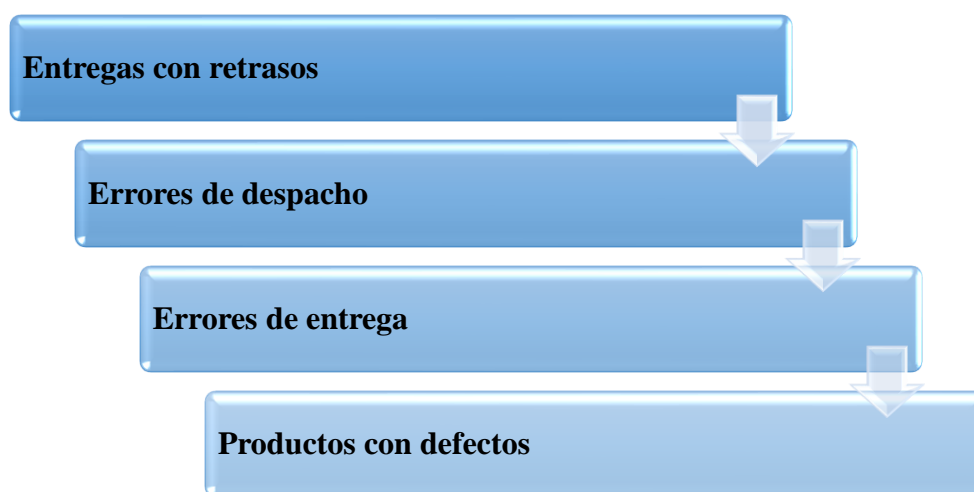 Entregas con retrasos
Errores de despacho
Errores de entrega
Productos con defectos